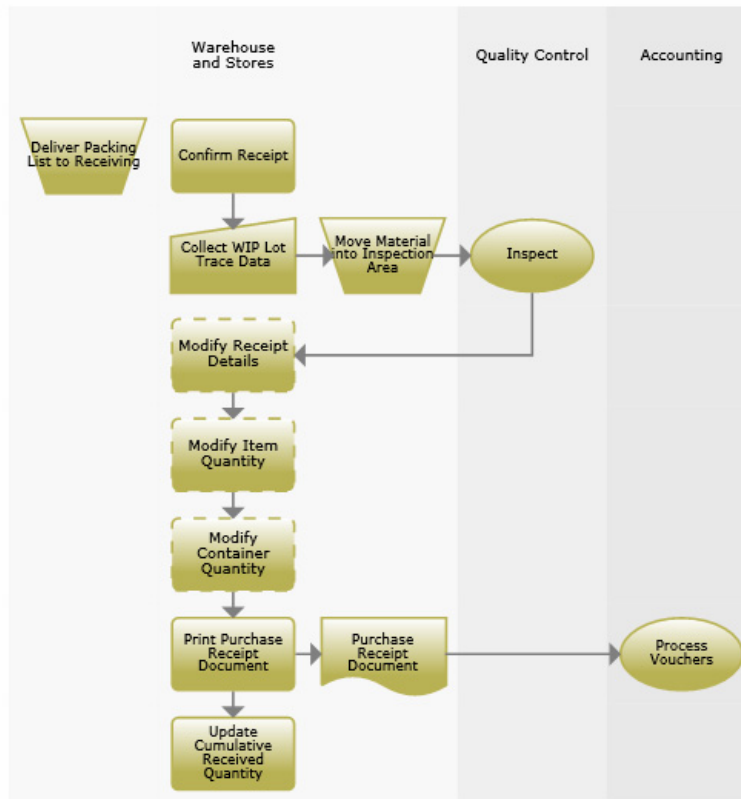 Warehouse
and Stores
Quality Control
Accounting
Deliver Packing
List to Receiving
Confirm Receipt
Collect WIP Lot
Trace Data
Move Material
into Inspection
Area
Inspect
Modify Receipt
Details
Modify Item
Quantity
Modify
Container
Quantity
Print Purchase
Receipt
Document
Purchase
Receipt
Document
Process
Vouchers
Update
Cumulative
Received
Quantity